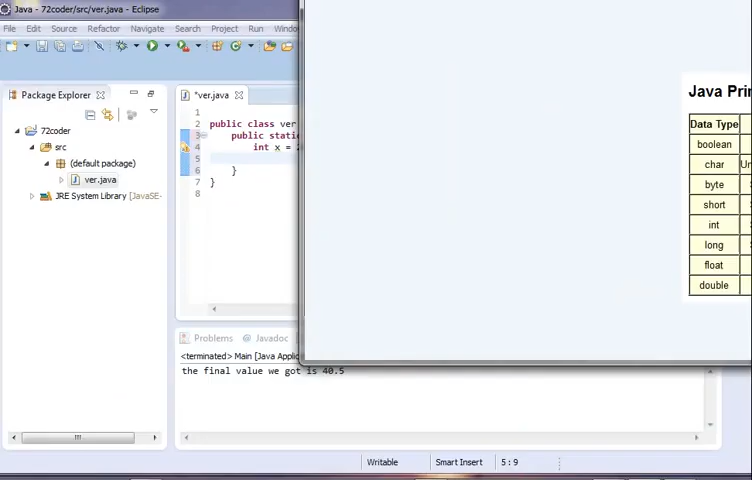 Java - 72coder/src/ver.java - Eclipse
File Edit Source Refactor Navigate Search Project Run
Package Explorer
72coder
src
(default package)
ver.java
JRE System Library [JavaSE-
*ver.java
1
2 public class ver
3 public static
4 int x =
5
6 }
7 }
8
Java
Data Type
boolean
char
byte
short
int
long
float
double
Problems @ Javadoc
<terminated> Main [Java
the final value we got is 40.5
Writable Smart Insert 5 : 9